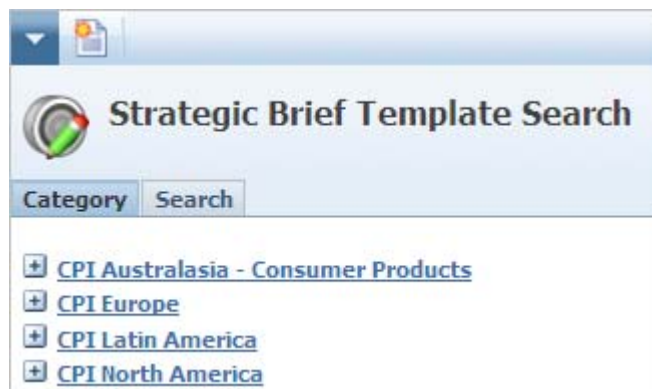 Strategic Brief Template Search
Category Search
CPI Australasia - Consumer Products
CPI Europe
CPI Latin America
CPI North America